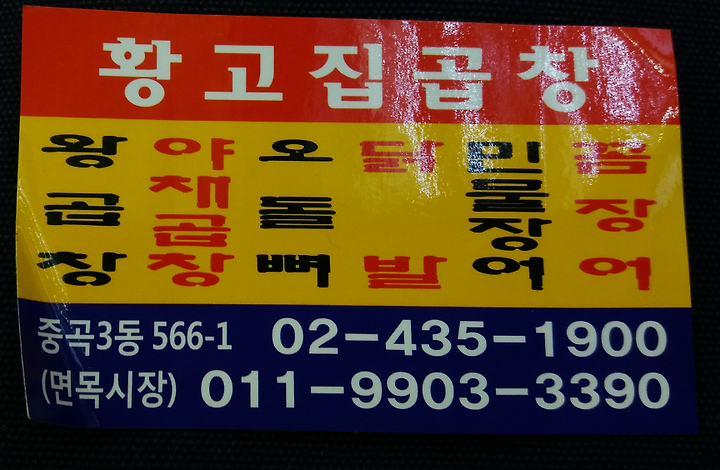 황고집곱창
왕곱창
야채곱창
오돌뼈
닭발
민물장어
꼼장어
중곡3동 566-1 02-435-1900
(면목시장) 011-9903-3390